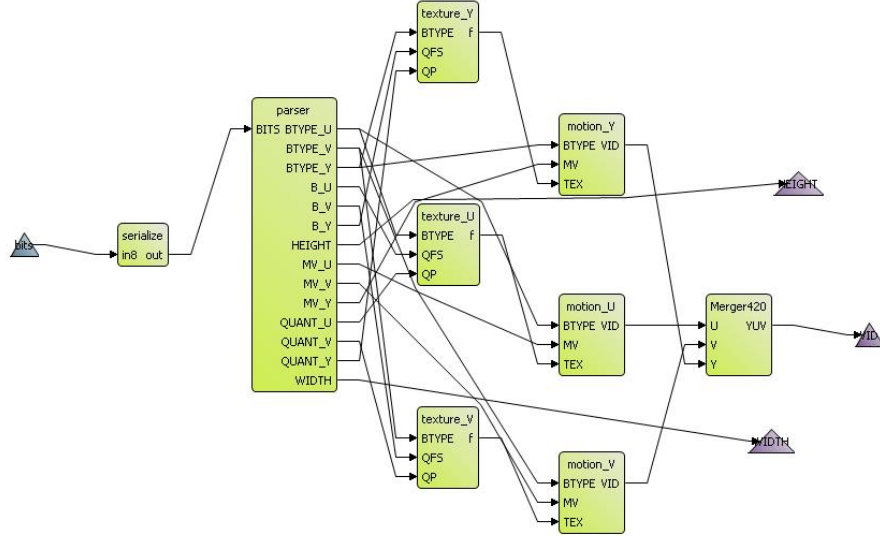 texture_Y
BTYPE f
QFS
QP
parser
BITS BTYPE_U
BTYPE_V
BTYPE_Y
B_U
B_V
B_Y
HEIGHT
MV_U
MV_V
MV_Y
QUANT_U
QUANT_V
QUANT_Y
WIDTH
motion_Y
BTYPE VID
MV
TEX
HEIGHT
bits
serialize
in8 out
texture_U
BTYPE f
QFS
QP
motion_U
BTYPE VID
MV
TEX
Merger420
U YUV
V
Y
VID
texture_V
BTYPE f
QFS
QP
motion_V
BTYPE VID
MV
TEX
WIDTH